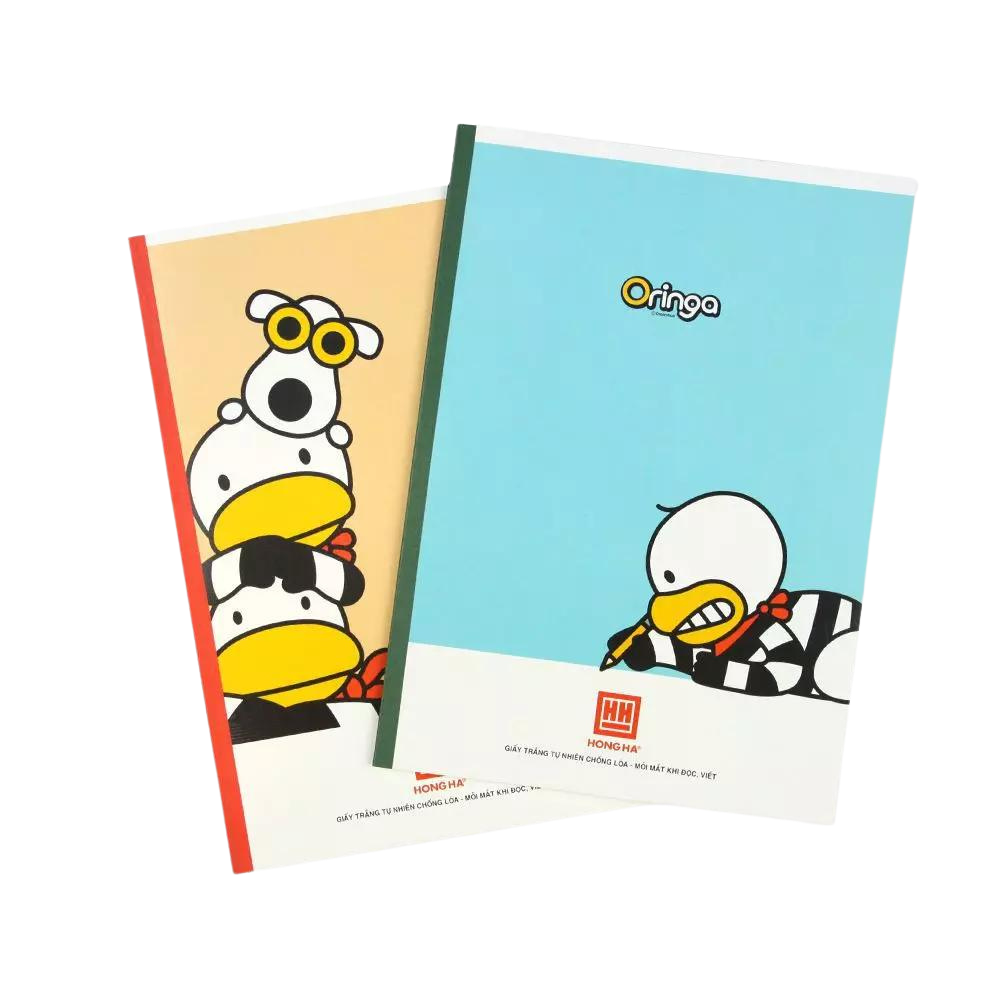 Oringa
HH
HONG HA®
GIẤY TRẮNG TỰ NHIÊN CHỐNG LÓA - MỎI MẮT KHI ĐỌC, VIẾT
HONG HA®
GIẤY TRẮNG TỰ NHIÊN CHỐNG LÓA - MỎI MẮT KHI ĐỌC,